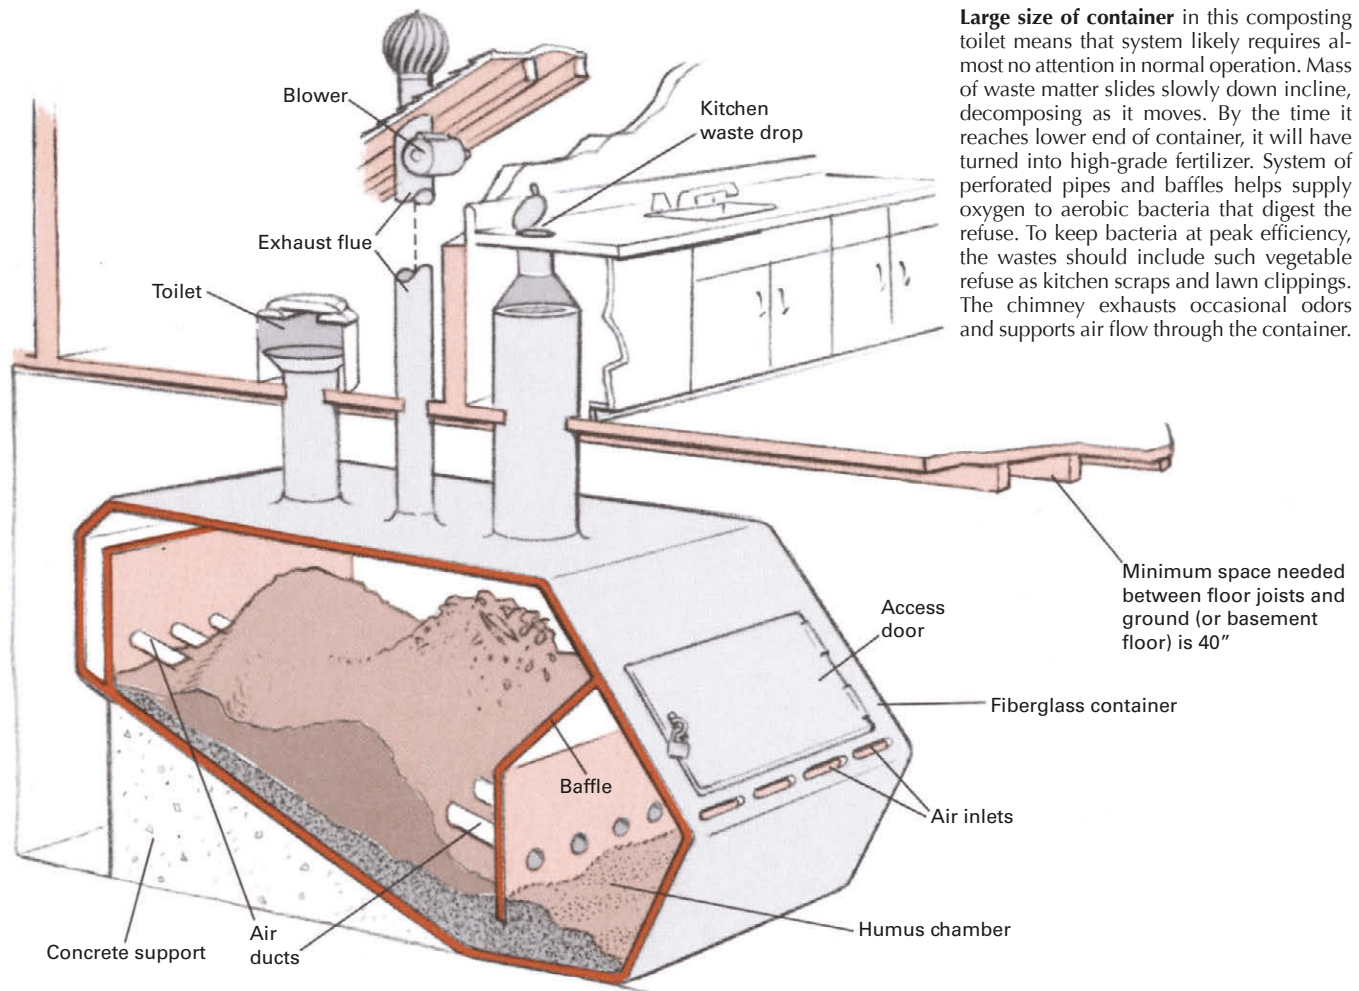 Large size of container in this composting
toilet means that system likely requires al-
most no attention in normal operation. Mass
of waste matter slides slowly down incline,
decomposing as it moves. By the time it
reaches lower end of container, it will have
turned into high-grade fertilizer. System of
perforated pipes and baffles helps supply
oxygen to aerobic bacteria that digest the
refuse. To keep bacteria at peak efficiency,
the wastes should include such vegetable
refuse as kitchen scraps and lawn clippings.
The chimney exhausts occasional odors
and supports air flow through the container.
Blower
Kitchen
waste drop
Exhaust flue
Toilet
Minimum space needed
between floor joists and
ground (or basement
floor) is 40″
Access
door
Fiberglass container
Baffle
Air inlets
Humus chamber
Air
ducts
Concrete support